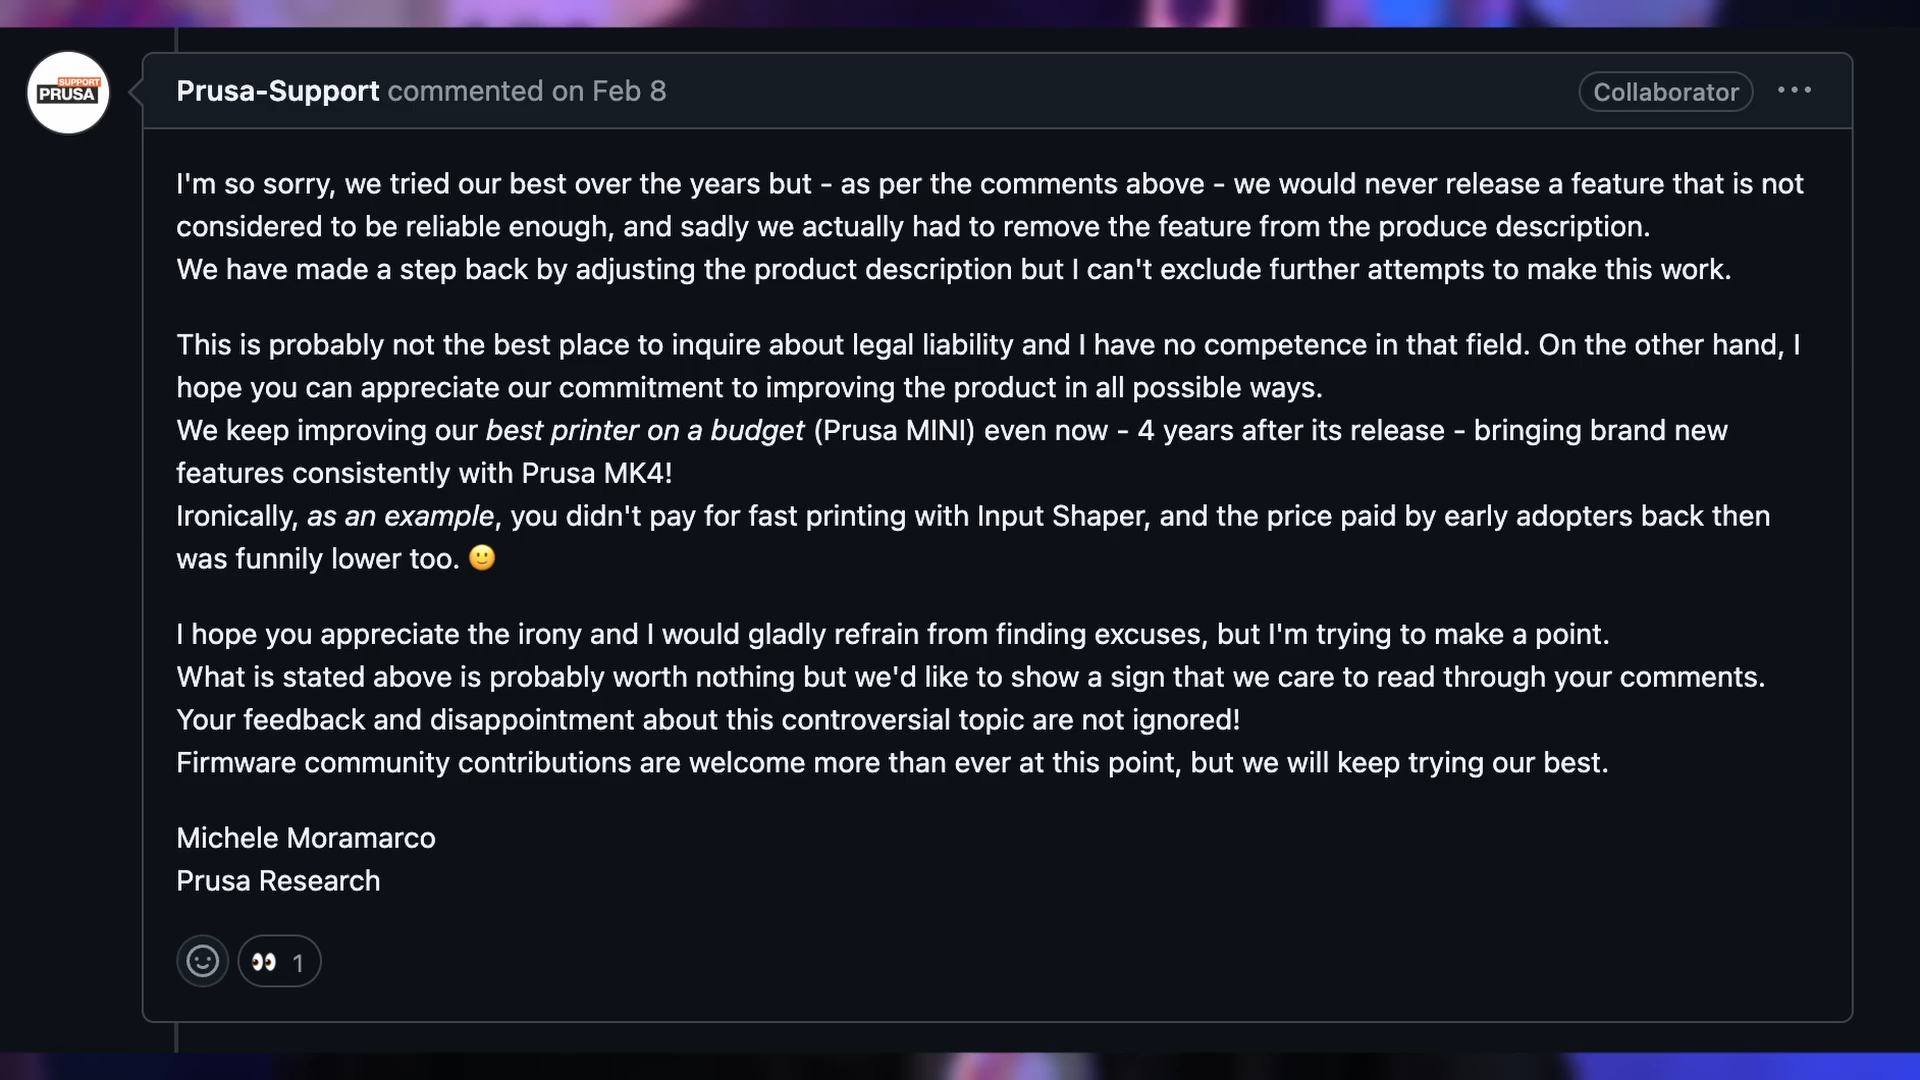 SUPPORT
PRUSA
Prusa-Support commented on Feb 8
Collaborator
I'm so sorry, we tried our best over the years but - as per the comments above - we would never release a feature that is not
considered to be reliable enough, and sadly we actually had to remove the feature from the produce description.
We have made a step back by adjusting the product description but I can't exclude further attempts to make this work.
This is probably not the best place to inquire about legal liability and I have no competence in that field. On the other hand, I
hope you can appreciate our commitment to improving the product in all possible ways.
We keep improving our best printer on a budget (Prusa MINI) even now - 4 years after its release - bringing brand new
features consistently with Prusa MK4!
Ironically, as an example, you didn't pay for fast printing with Input Shaper, and the price paid by early adopters back then
was funnily lower too. 🙂
I hope you appreciate the irony and I would gladly refrain from finding excuses, but I'm trying to make a point.
What is stated above is probably worth nothing but we'd like to show a sign that we care to read through your comments.
Your feedback and disappointment about this controversial topic are not ignored!
Firmware community contributions are welcome more than ever at this point, but we will keep trying our best.
Michele Moramarco
Prusa Research
👀 1